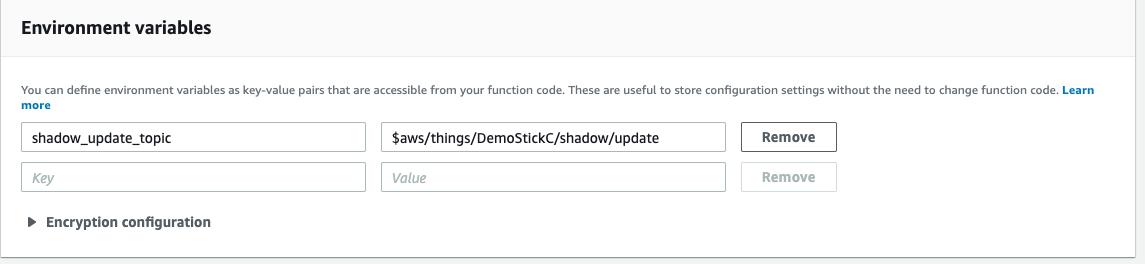 Environment variables
You can define environment variables as key-value pairs that are accessible from your function code. These are useful to store configuration settings without the need to change function code. Learn
more
shadow_update_topic $aws/things/DemoStickC/shadow/update Remove
Key Value Remove
Encryption configuration